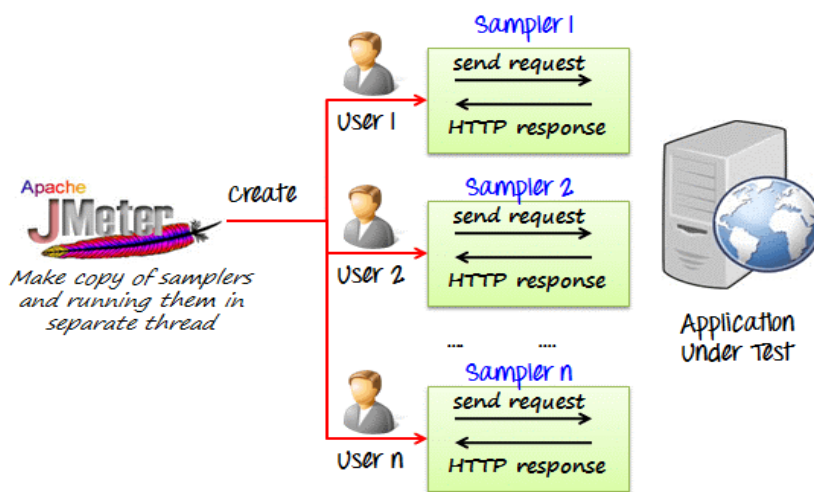 Apache
JMeter
Make copy of samplers
and running them in
separate thread
create
User 1
Sampler 1
send request
HTTP response
User 2
Sampler 2
send request
HTTP response
.... ....
User n
Sampler n
send request
HTTP response
Application
Under Test